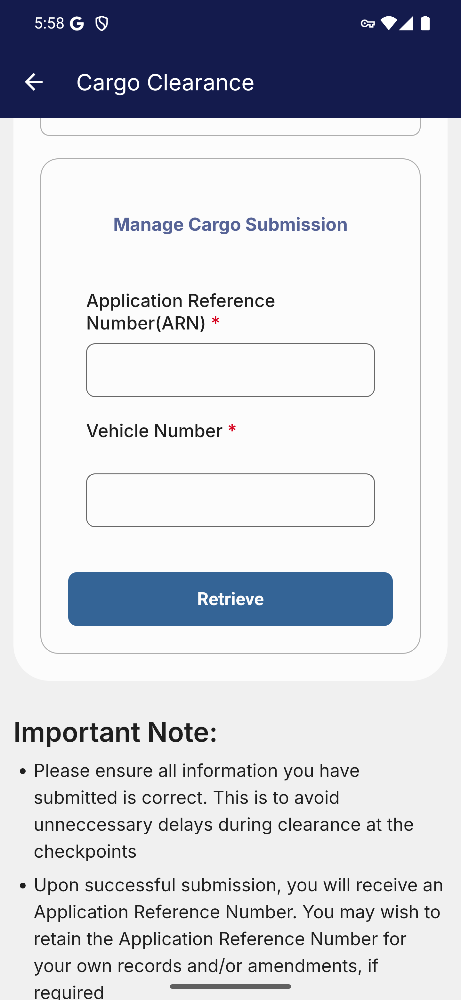 5:58
Cargo Clearance
Manage Cargo Submission
Application Reference
Number(ARN) *
Vehicle Number *
Retrieve
Important Note:
• Please ensure all information you have
submitted is correct. This is to avoid
unneccessary delays during clearance at the
checkpoints
• Upon successful submission, you will receive an
Application Reference Number. You may wish to
retain the Application Reference Number for
your own records and/or amendments, if
required